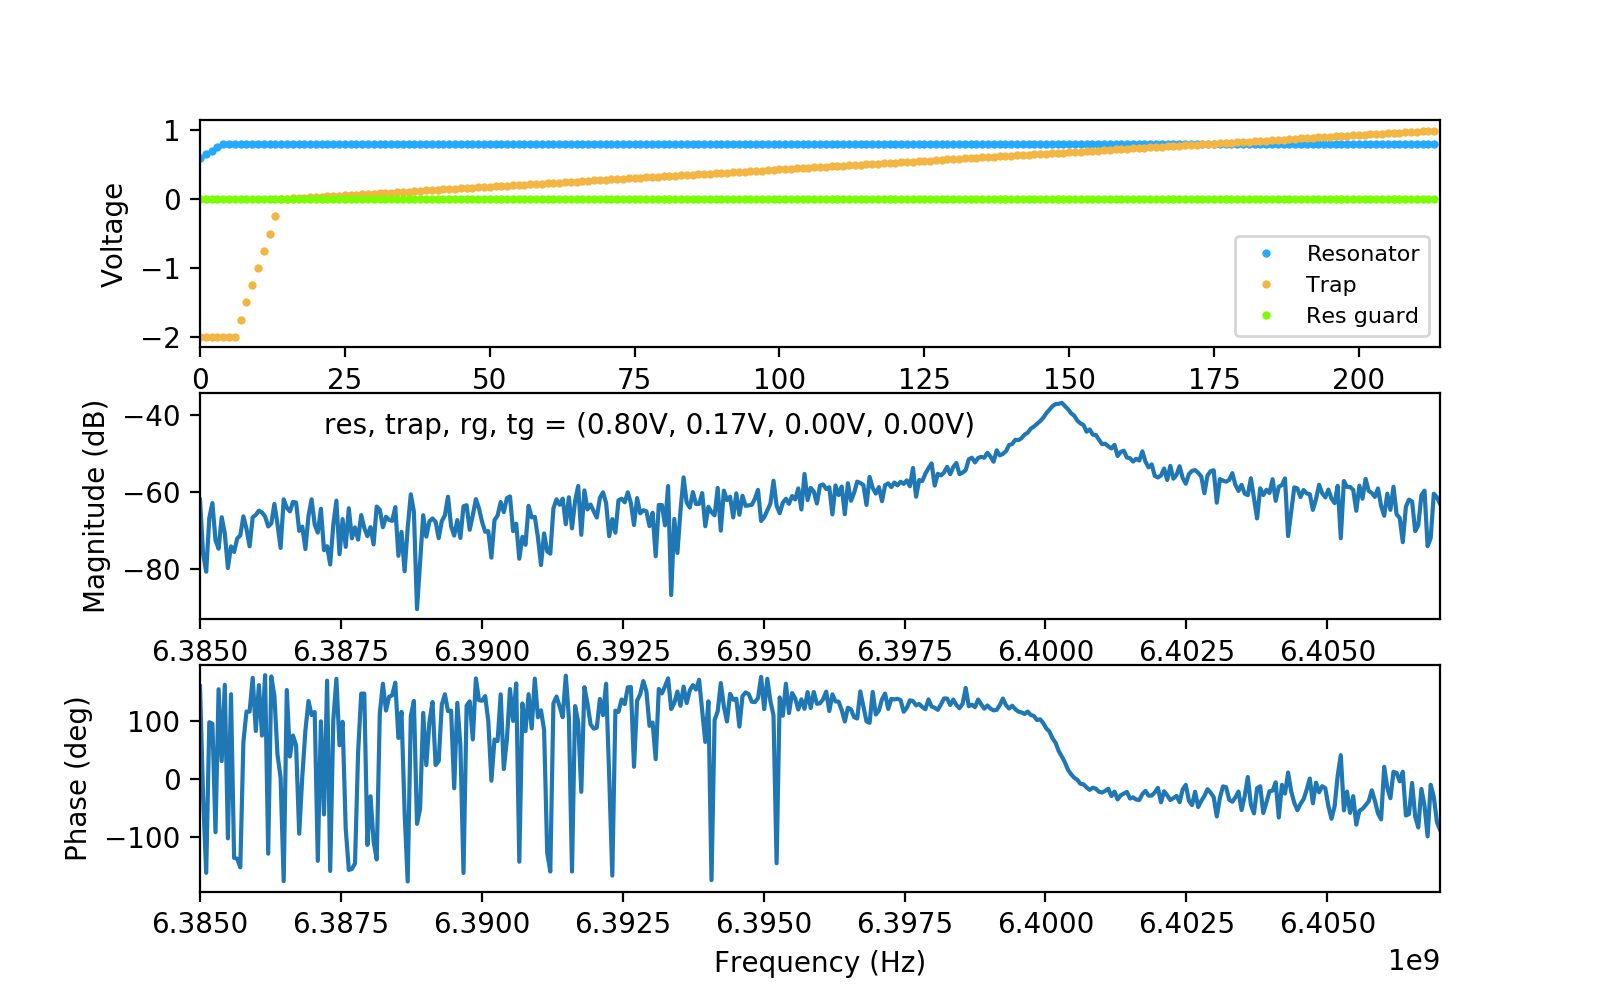 1
0
−1
−2
Voltage
Resonator
Trap
Res guard
0 25 50 75 100 125 150 175 200
−40
−60
−80
Magnitude (dB)
res, trap, rg, tg = (0.80V, 0.17V, 0.00V, 0.00V)
6.3850 6.3875 6.3900 6.3925 6.3950 6.3975 6.4000 6.4025 6.4050
100
0
−100
Phase (deg)
6.3850 6.3875 6.3900 6.3925 6.3950 6.3975 6.4000 6.4025 6.4050
Frequency (Hz)
1e9